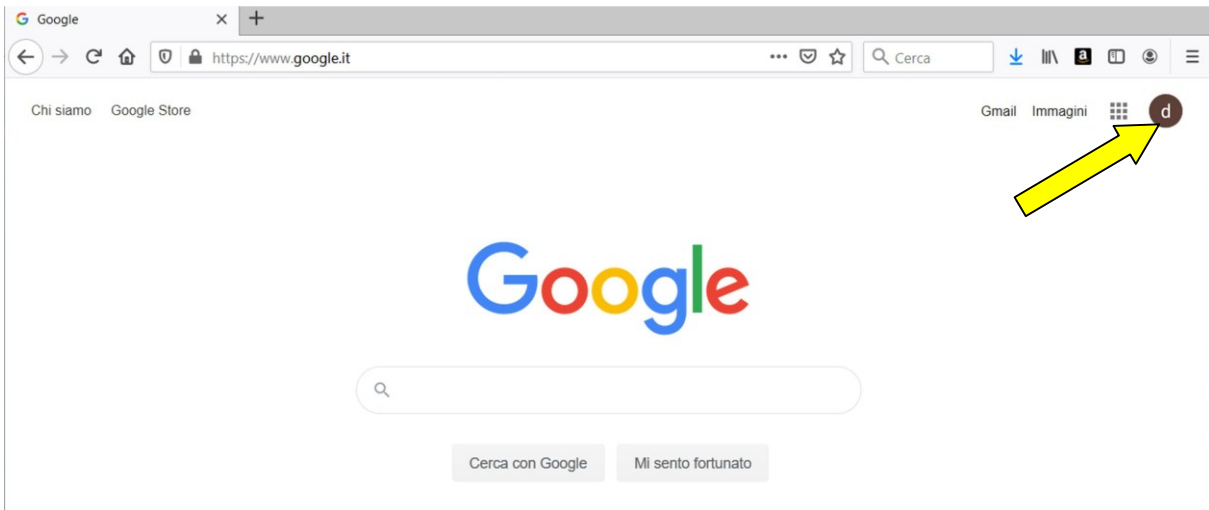 Google
https://www.google.it
Cerca
a
Chi siamo Google Store
Gmail Immagini
d
Google
Cerca con Google Mi sento fortunato